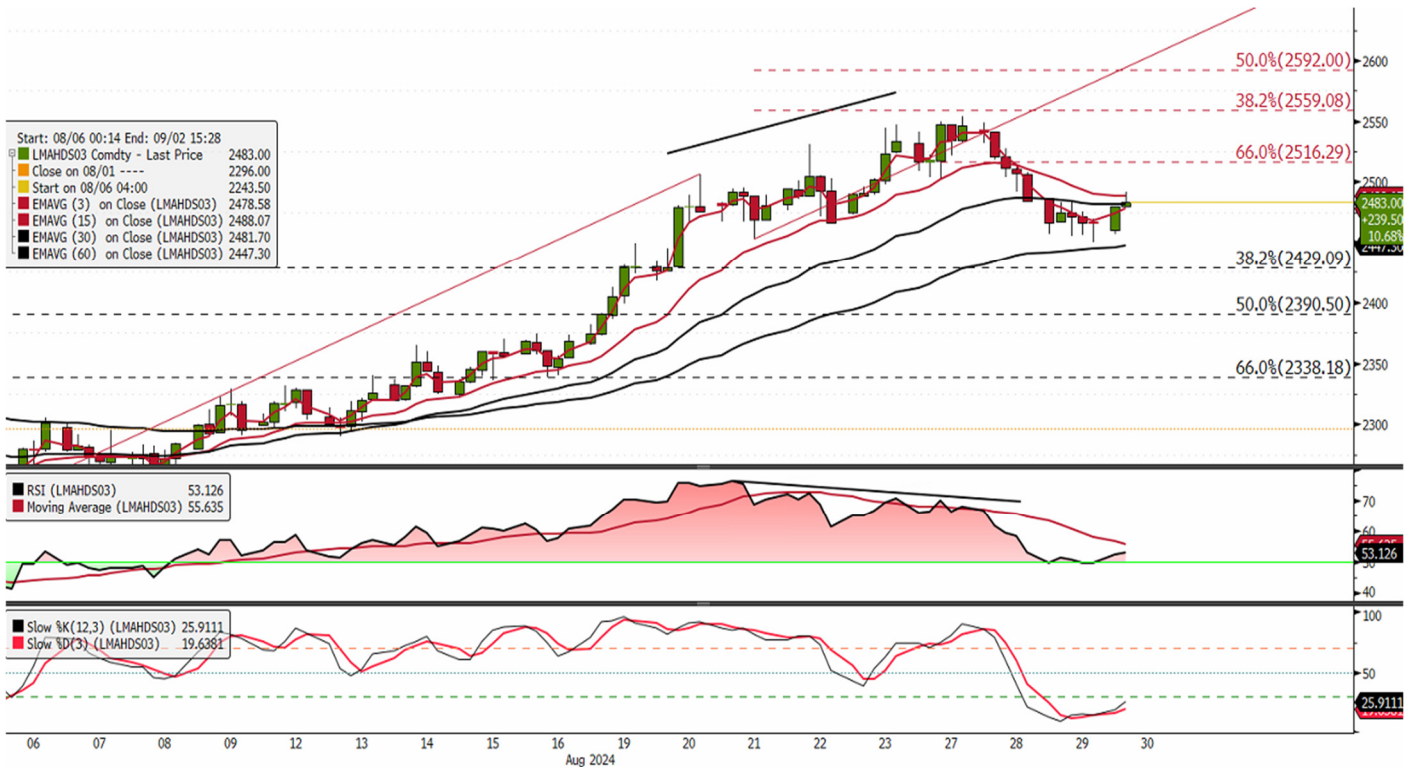 50.0%(2592.00)
2600
38.2%(2559.08)
2550
66.0%(2516.29)
2500
Start: 08/06 00:14 End: 09/02 15:28
LMAHDS03 Comdty - Last Price 2483.00
Close on 08/01 ---- 2296.00
Start on 08/06 04:00 2243.50
EMAVG (3) on Close (LMAHDS03) 2478.58
EMAVG (15) on Close (LMAHDS03) 2488.07
EMAVG (30) on Close (LMAHDS03) 2481.70
EMAVG (60) on Close (LMAHDS03) 2447.30
2483.00
+239.50
10.68%
2447.30
38.2%(2429.09)
2400
50.0%(2390.50)
66.0%(2338.18)
2350
2300
RSI (LMAHDS03) 53.126
Moving Average (LMAHDS03) 55.635
70
60
53.126
40
Slow %K(12,3) (LMAHDS03) 25.9111
Slow %D(3) (LMAHDS03) 19.6381
100
50
25.9111
06 07 08 09 12 13 14 15 16 19 20 21 22 23 27 28 29 30
Aug 2024